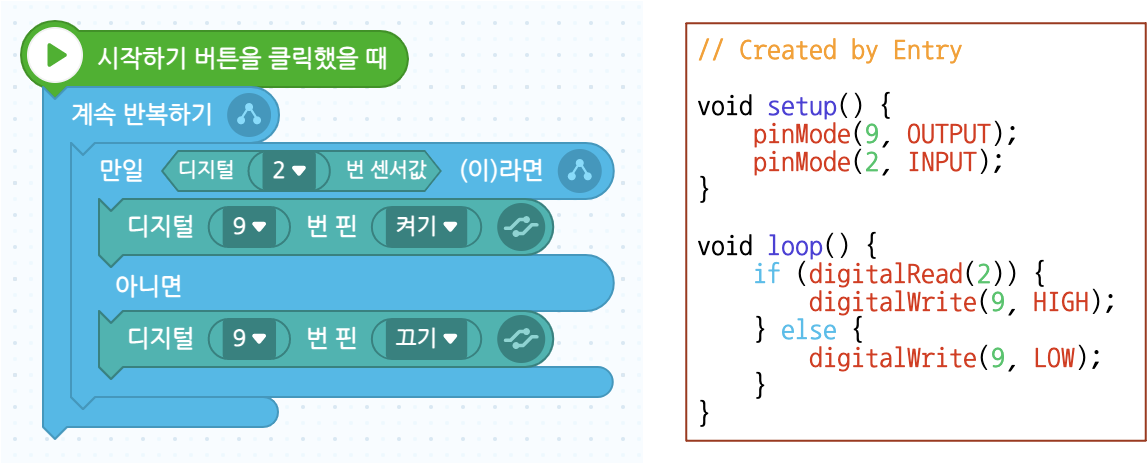 시작하기 버튼을 클릭했을 때
계속 반복하기
만일 디지털 2 번 센서값 (이)라면
디지털 9 번 핀 켜기
아니면
디지털 9 번 핀 끄기
// Created by Entry
void setup() {
    pinMode(9, OUTPUT);
    pinMode(2, INPUT);
}
void loop() {
    if (digitalRead(2)) {
        digitalWrite(9, HIGH);
    } else {
        digitalWrite(9, LOW);
    }
}